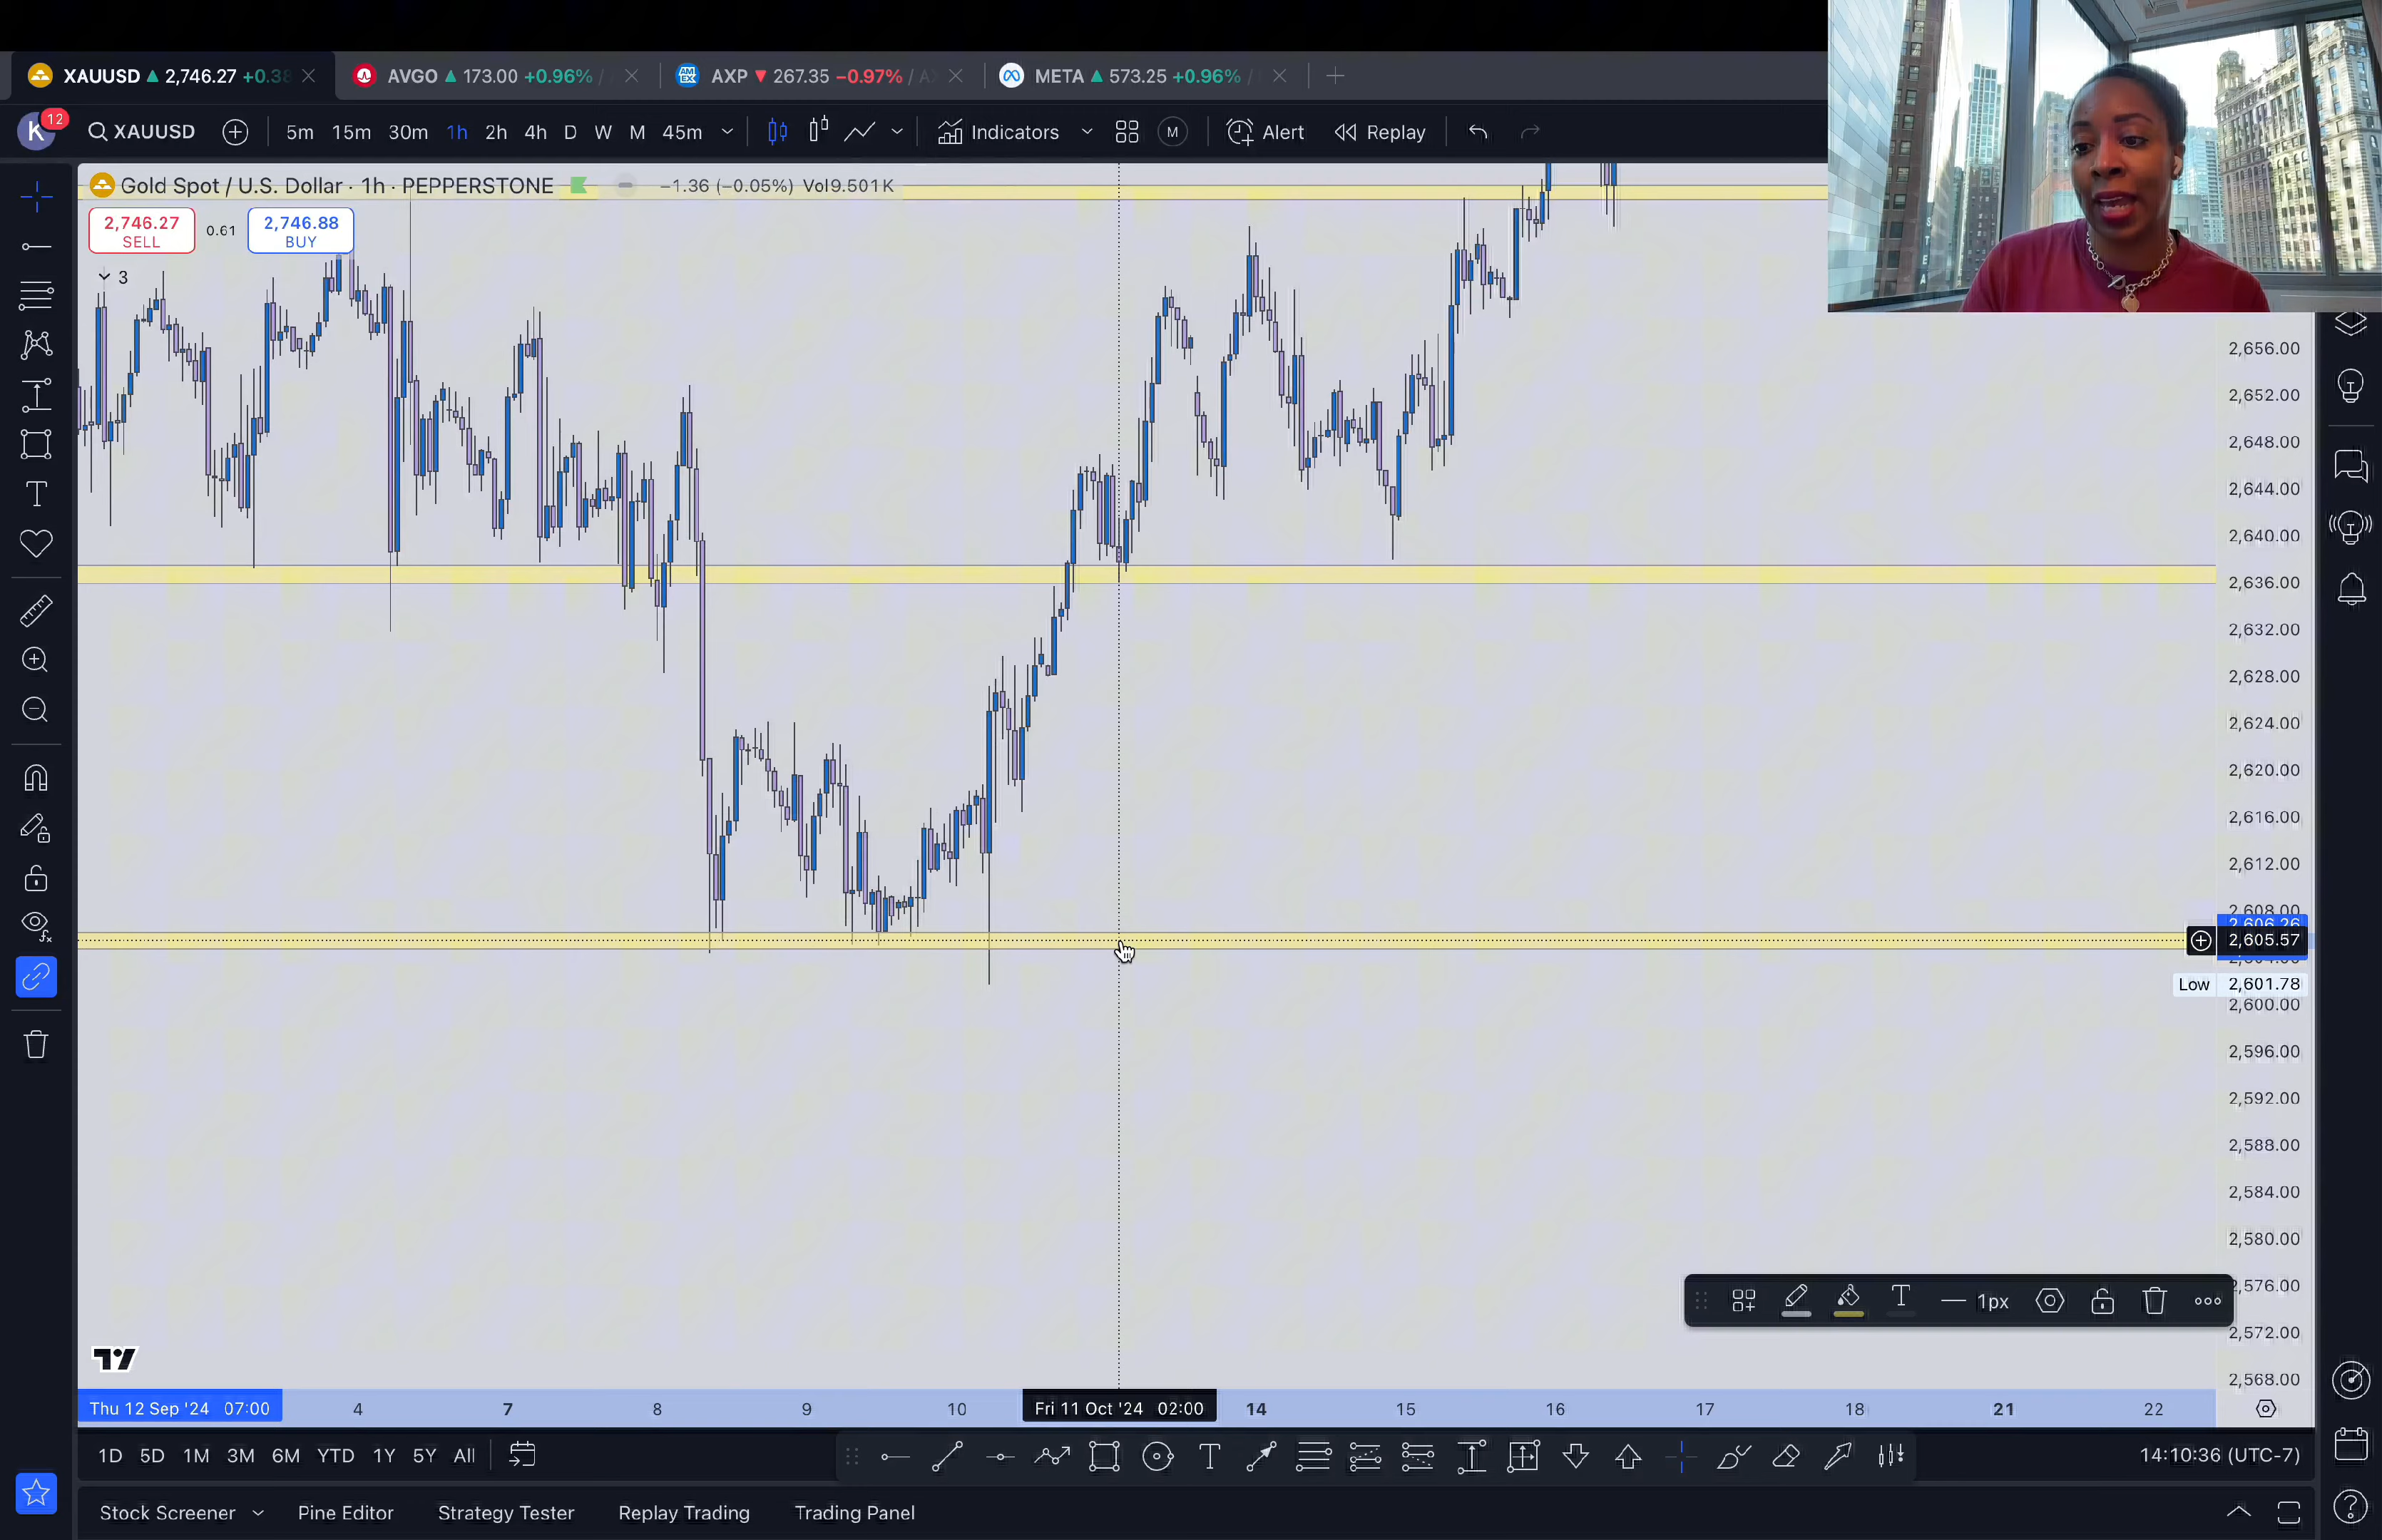 XAUUSD 2,746.27 +0.38
AVGO 173.00 +0.96% /
AXP 267.35 −0.97% / A
META 573.25 +0.96% /
K 12 XAUUSD 5m 15m 30m 1h 2h 4h D W M 45m Indicators M Alert Replay
Gold Spot / U.S. Dollar · 1h · PEPPERSTONE −1.36 (−0.05%) Vol9.501K
2,746.27 0.61 2,746.88
SELL BUY
3
2,656.00
2,652.00
2,648.00
2,644.00
2,640.00
2,636.00
2,632.00
2,628.00
2,624.00
2,620.00
2,616.00
2,612.00
2,608.00
2,606.26
2,605.57
Low 2,601.78
2,600.00
2,596.00
2,592.00
2,588.00
2,584.00
2,580.00
2,576.00
1px
2,572.00
2,568.00
Thu 12 Sep '24 07:00 4 7 8 9 10 Fri 11 Oct '24 02:00 14 15 16 17 18 21 22
1D 5D 1M 3M 6M YTD 1Y 5Y All 14:10:36 (UTC-7)
Stock Screener Pine Editor Strategy Tester Replay Trading Trading Panel